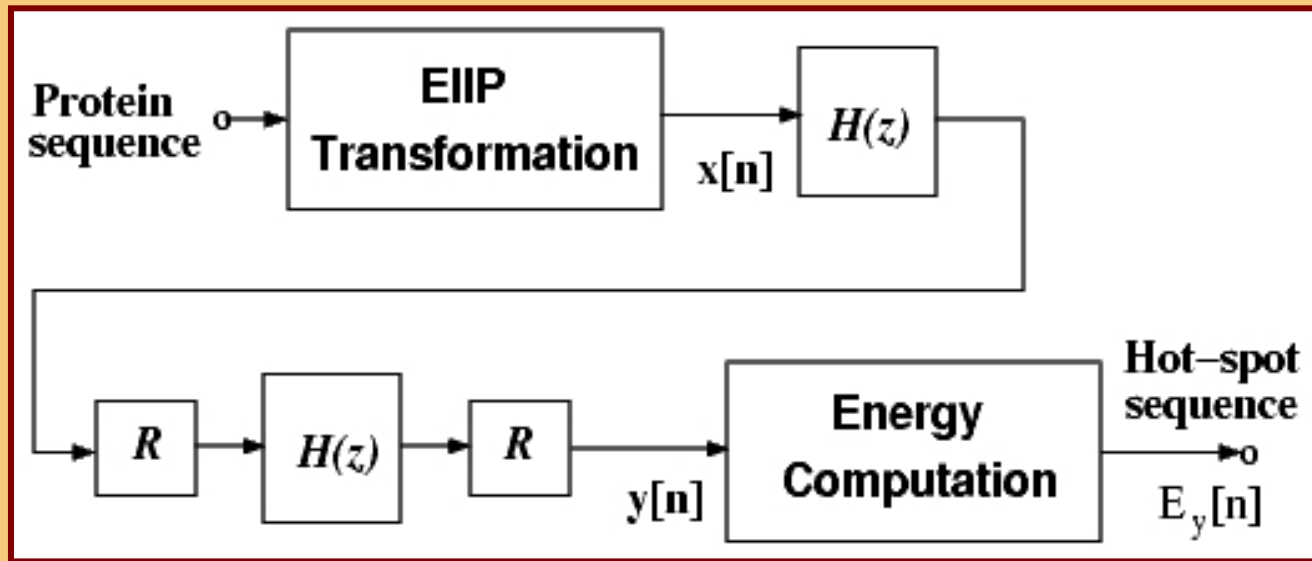 Protein
sequence
EIIP
Transformation
x[n]
H(z)
R
H(z)
R
y[n]
Energy
Computation
Hot–spot
sequence
E_y[n]